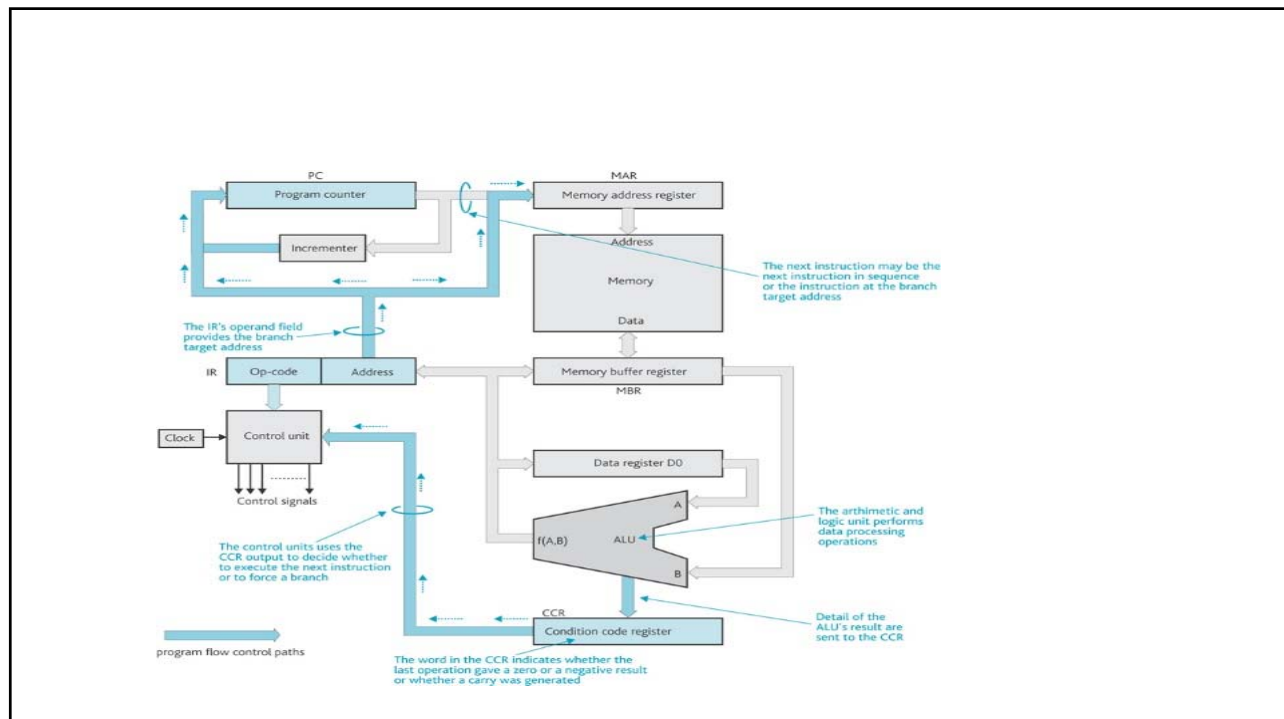 PC
Program counter
MAR
Memory address register
Incrementer
Address
Memory
Data
The next instruction may be the
next instruction in sequence
or the instruction at the branch
target address
The IR's operand field
provides the branch
target address
IR
Op-code
Address
Memory buffer register
MBR
Clock
Control unit
Control signals
Data register D0
A
f(A,B)
ALU
B
The arthimetic and
logic unit performs
data processing
operations
The control units uses the
CCR output to decide whether
to execute the next instruction
or to force a branch
CCR
Condition code register
Detail of the
ALU's result are
sent to the CCR
program flow control paths
The word in the CCR indicates whether the
last operation gave a zero or a negative result
or whether a carry was generated